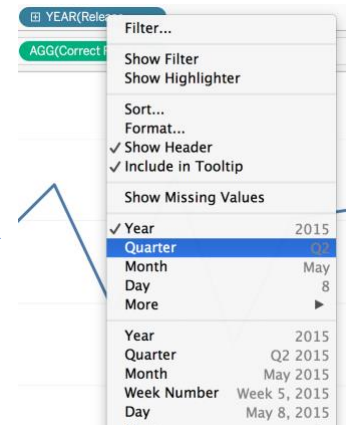 YEAR(Release
AGG(Correct
Filter...
Show Filter
Show Highlighter
Sort...
Format...
✓ Show Header
✓ Include in Tooltip
Show Missing Values
✓ Year 2015
Quarter Q2
Month May
Day 8
More ▶
Year 2015
Quarter Q2 2015
Month May 2015
Week Number Week 5, 2015
Day May 8, 2015